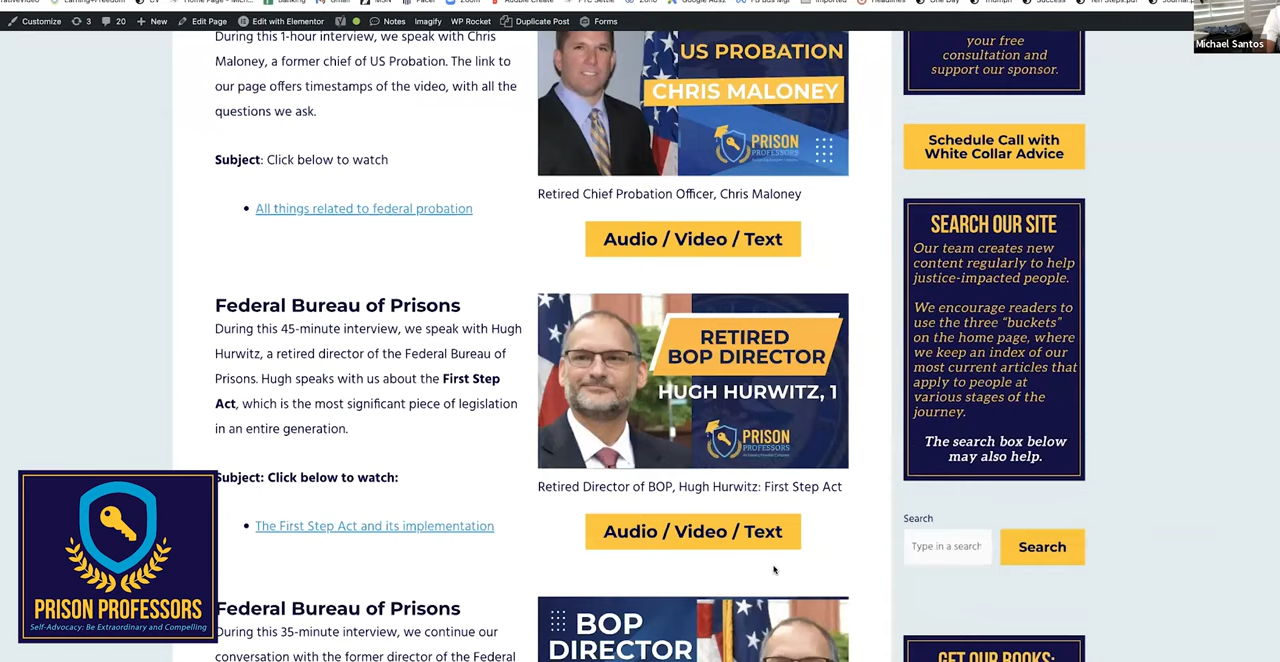 CV
Customize
3
20
New
Edit Page
Edit with Elementor
Notes
Imagify
WP Rocket
Duplicate Post
Forms
Michael Santos
During this 1-hour interview, we speak with Chris
Maloney, a former chief of US Probation. The link to
our page offers timestamps of the video, with all the
questions we ask.
Subject: Click below to watch
• All things related to federal probation
US PROBATION
CHRIS MALONEY
PRISON
PROFESSORS
Retired Chief Probation Officer, Chris Maloney
Audio / Video / Text
Federal Bureau of Prisons
During this 45-minute interview, we speak with Hugh
Hurwitz, a retired director of the Federal Bureau of
Prisons. Hugh speaks with us about the First Step
Act, which is the most significant piece of legislation
in an entire generation.
Subject: Click below to watch:
• The First Step Act and its implementation
RETIRED
BOP DIRECTOR
HUGH HURWITZ, 1
PRISON
PROFESSORS
Retired Director of BOP, Hugh Hurwitz: First Step Act
Audio / Video / Text
Federal Bureau of Prisons
During this 35-minute interview, we continue our
conversation with the former director of the Federal
BOP
DIRECTOR
PRISON PROFESSORS
Self-Advocacy: Be Extraordinary and Compelling
your free
consultation and
support our sponsor.
Schedule Call with
White Collar Advice
SEARCH OUR SITE
Our team creates new
content regularly to help
justice-impacted people.
We encourage readers to
use the three “buckets”
on the home page, where
we keep an index of our
most current articles that
apply to people at
various stages of the
journey.
The search box below
may also help.
Search
Type in a search
Search
GET OUR BOOKS: